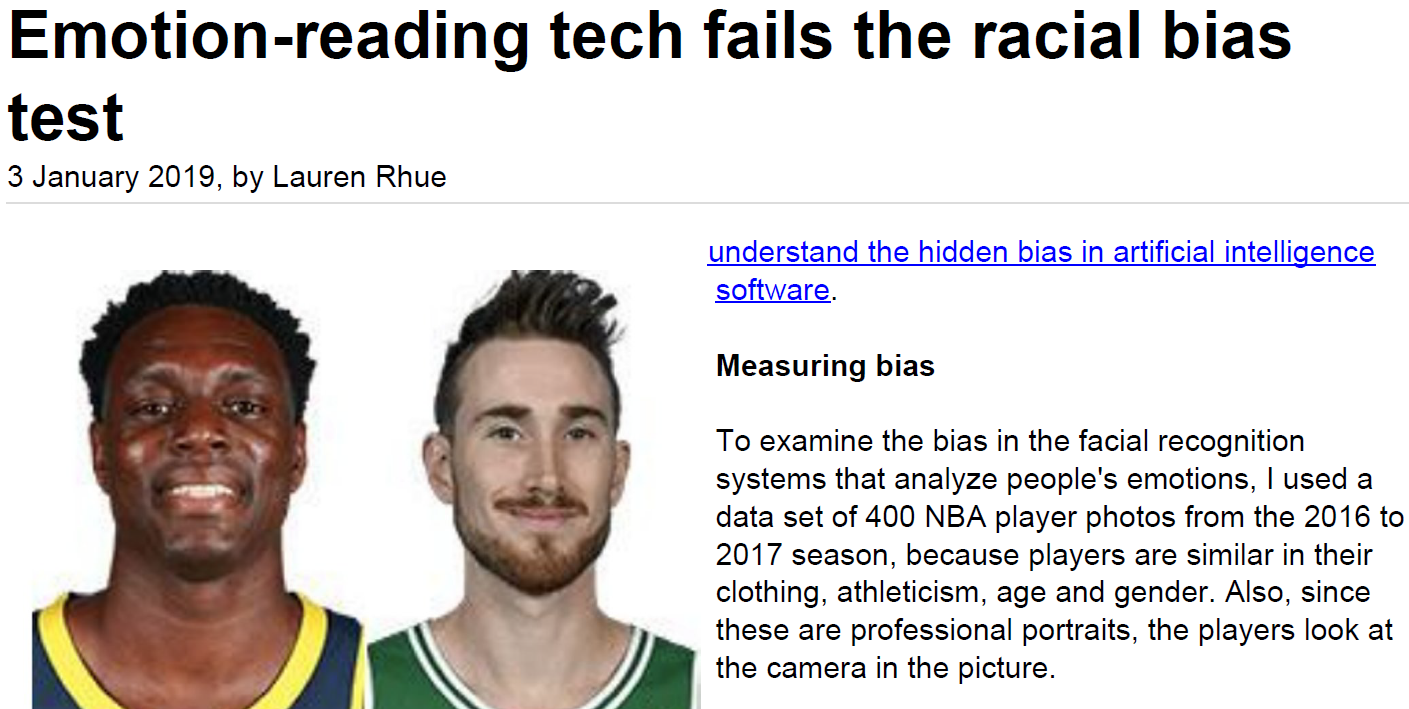 Emotion-reading tech fails the racial bias
test
3 January 2019, by Lauren Rhue
understand the hidden bias in artificial intelligence
software.
Measuring bias
To examine the bias in the facial recognition
systems that analyze people's emotions, I used a
data set of 400 NBA player photos from the 2016 to
2017 season, because players are similar in their
clothing, athleticism, age and gender. Also, since
these are professional portraits, the players look at
the camera in the picture.